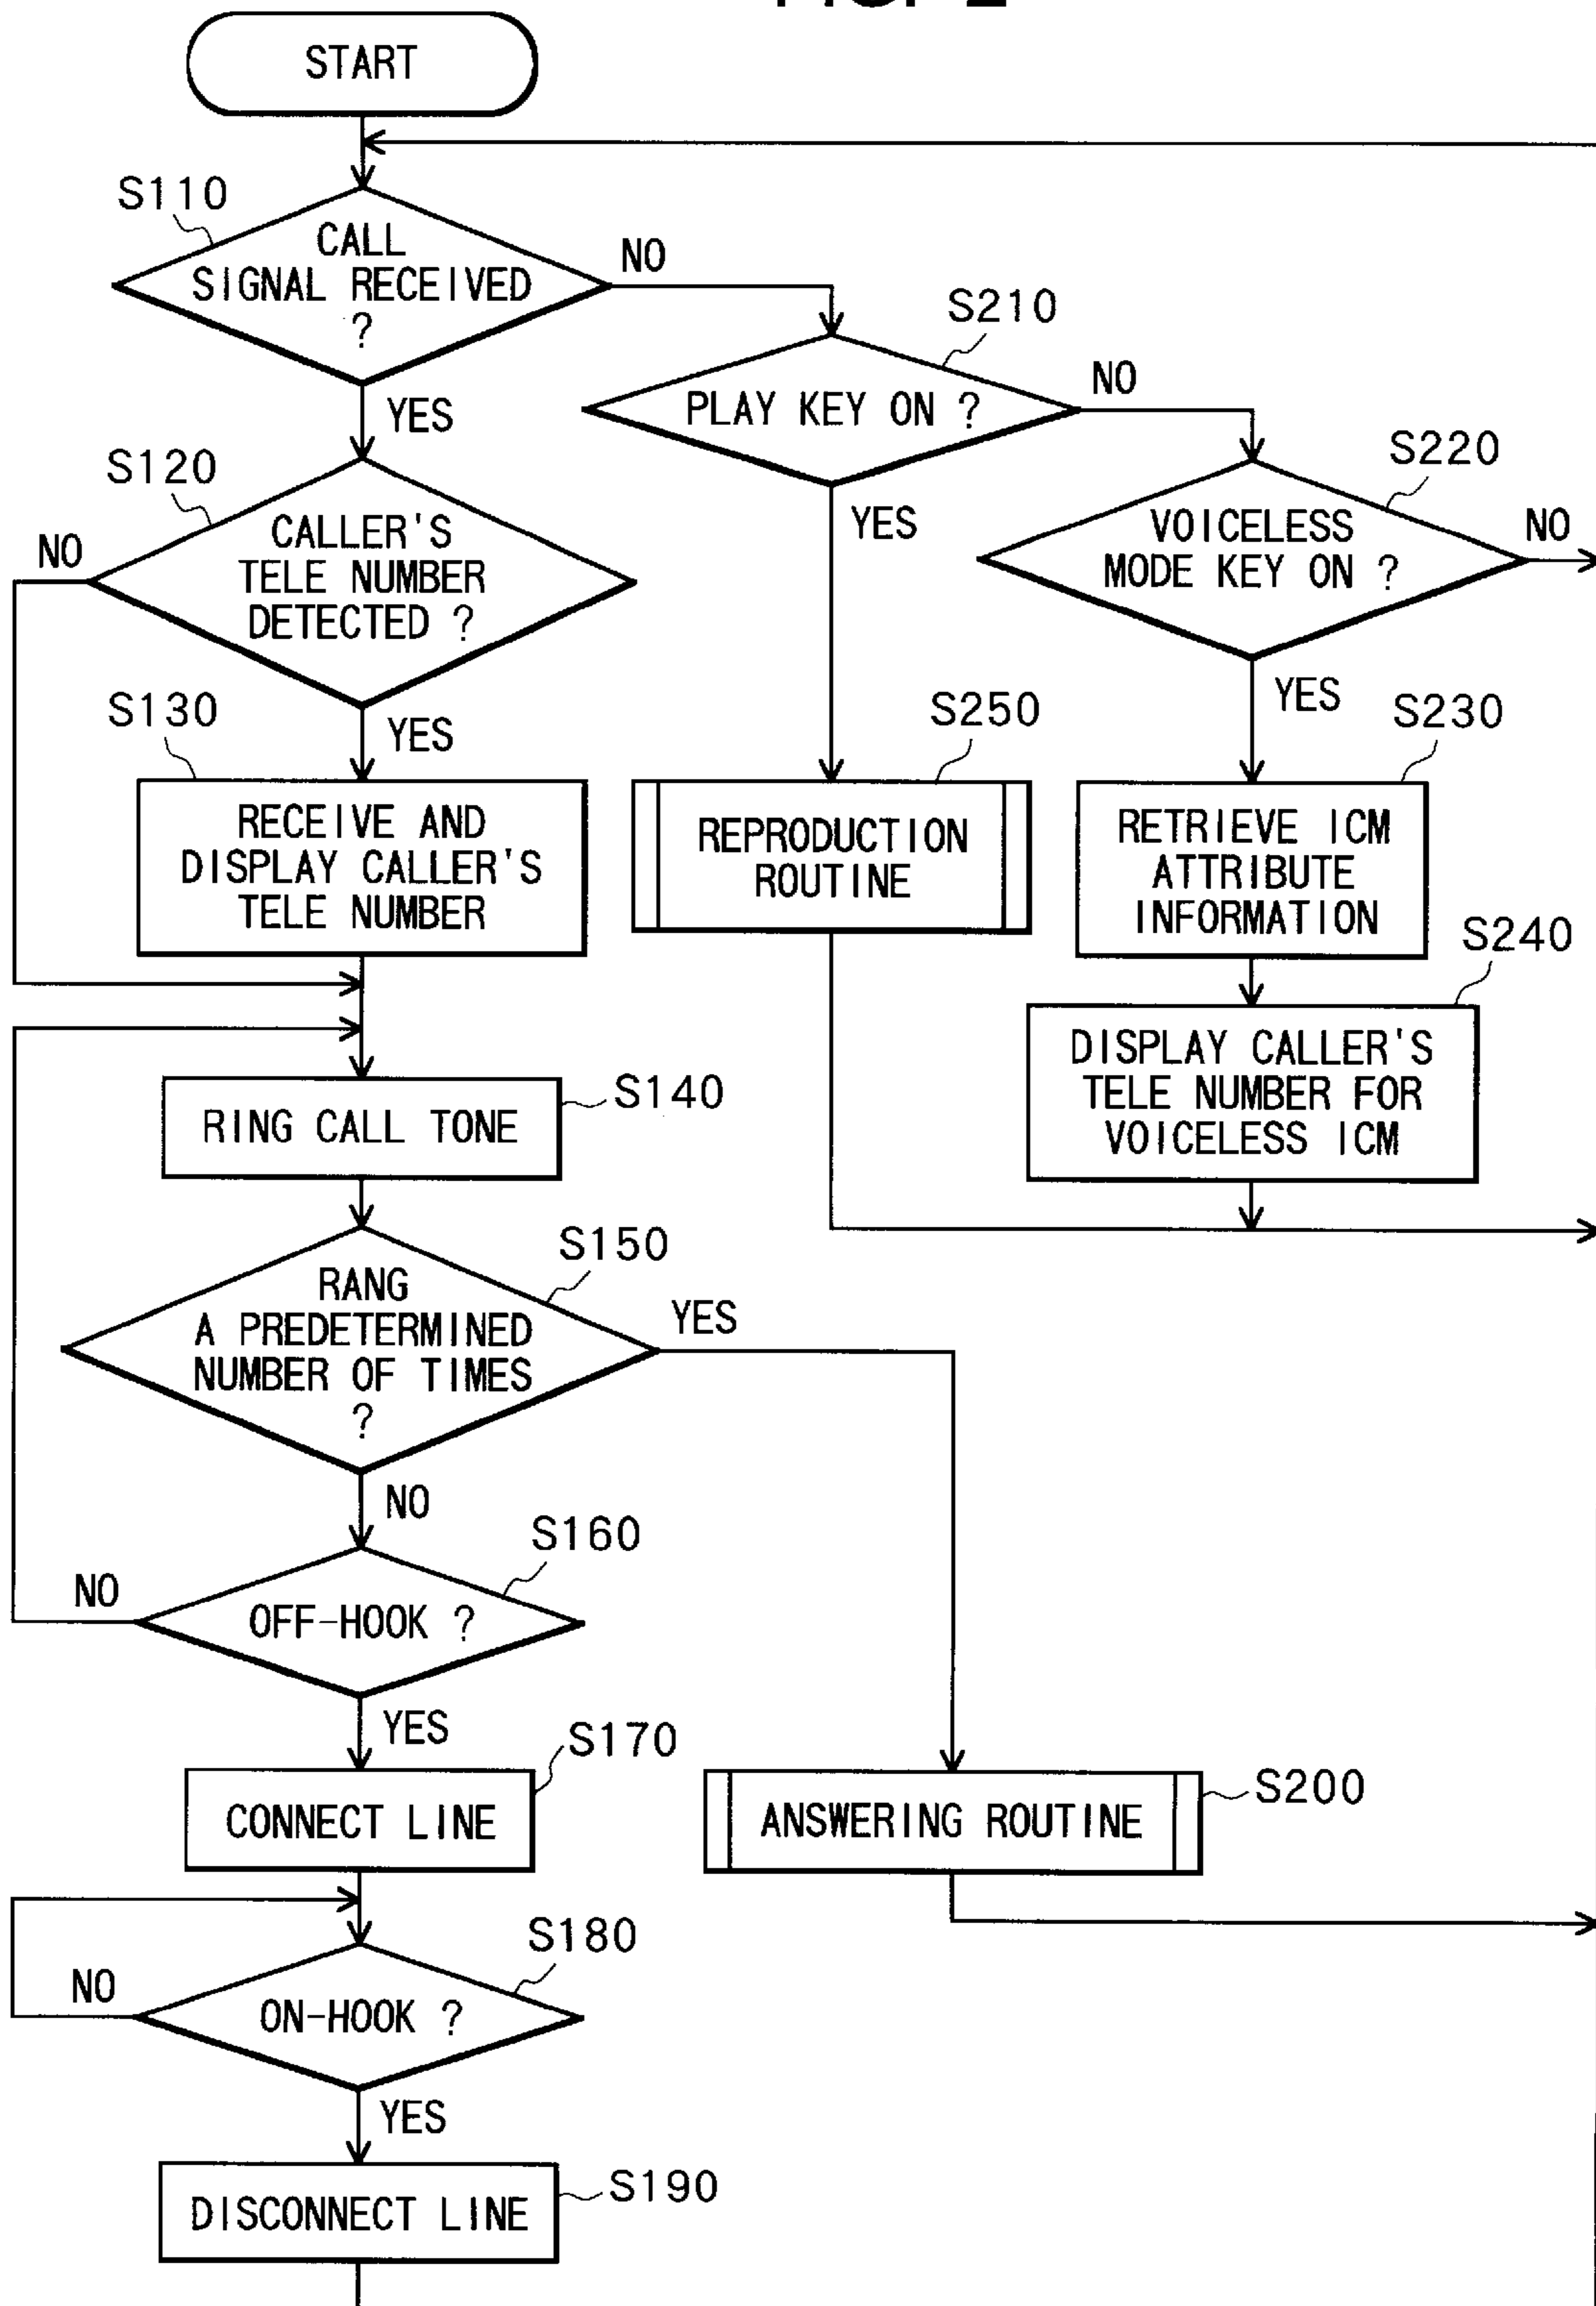 START
S110
CALL
SIGNAL RECEIVED
?
NO
YES
S210
PLAY KEY ON ?
NO
YES
S220
VOICELESS
MODE KEY ON ?
NO
YES
S120
CALLER'S
TELE NUMBER
DETECTED ?
NO
YES
S130
RECEIVE AND
DISPLAY CALLER'S
TELE NUMBER
S250
REPRODUCTION
ROUTINE
S230
RETRIEVE ICM
ATTRIBUTE
INFORMATION
S240
DISPLAY CALLER'S
TELE NUMBER FOR
VOICELESS ICM
S140
RING CALL TONE
S150
RANG
A PREDETERMINED
NUMBER OF TIMES
?
YES
NO
S160
OFF-HOOK ?
NO
YES
S170
CONNECT LINE
S200
ANSWERING ROUTINE
S180
ON-HOOK ?
NO
YES
S190
DISCONNECT LINE